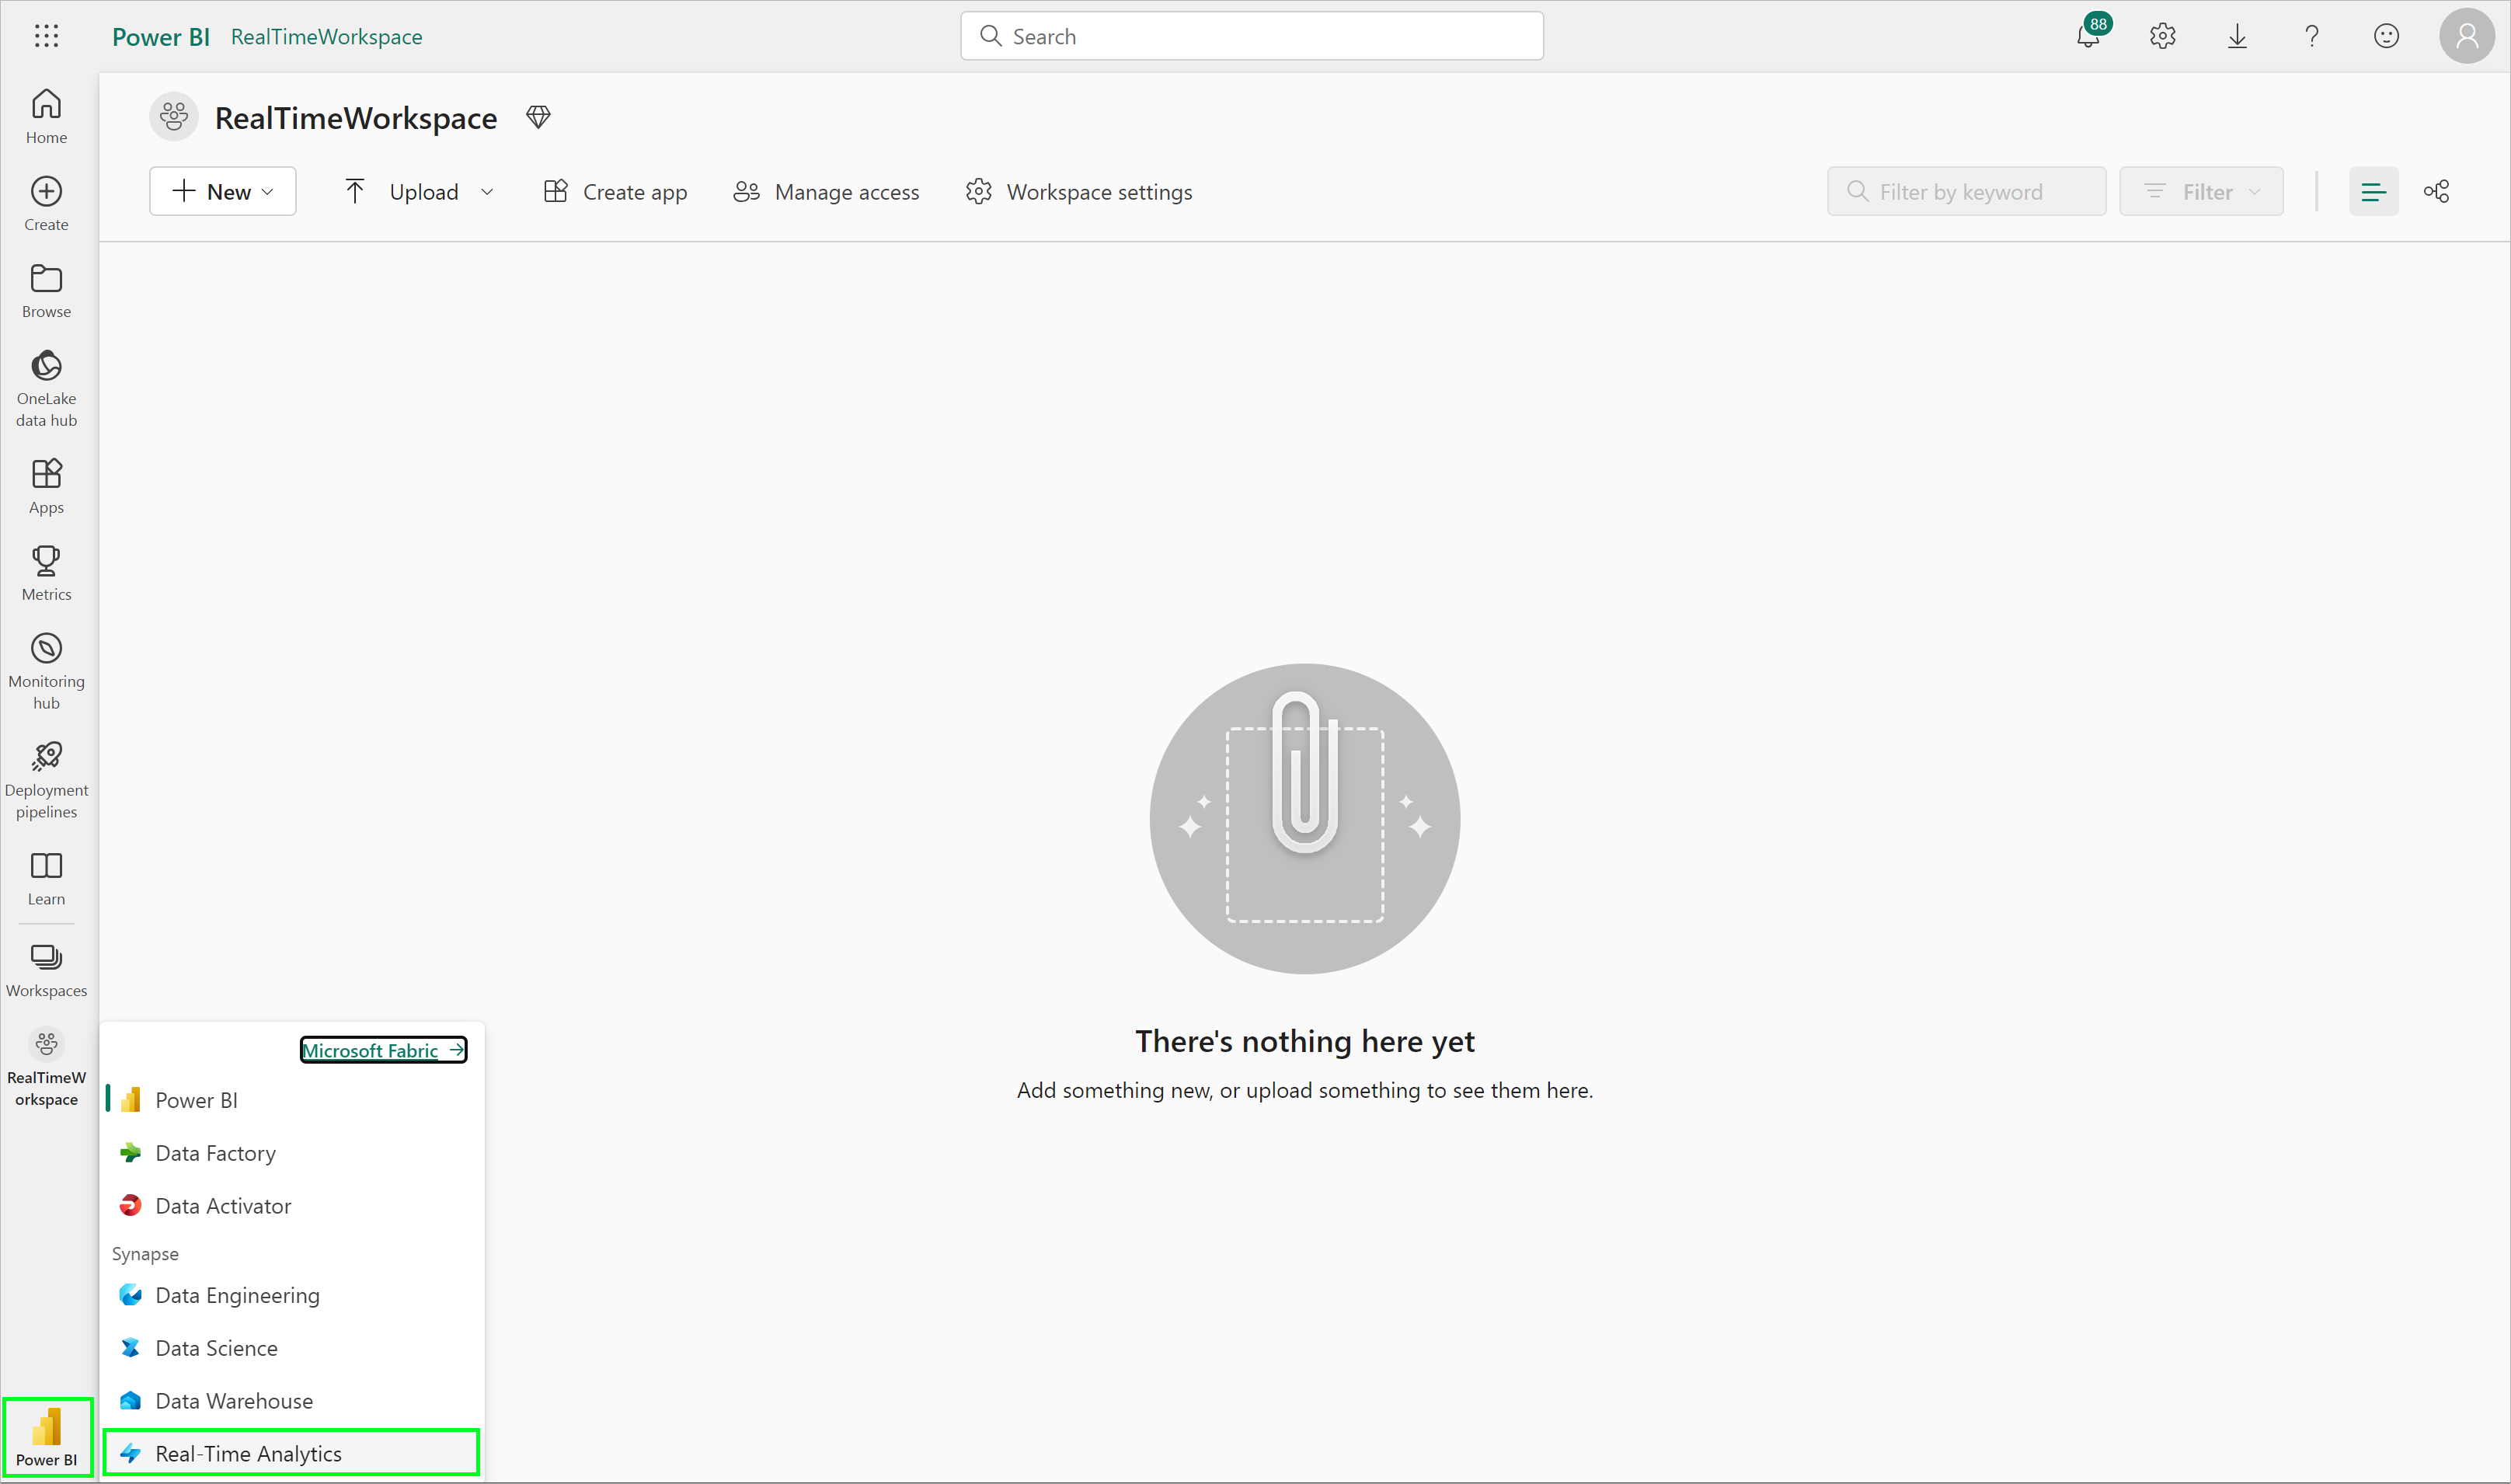 Power BI RealTimeWorkspace
Search
88
Home
Create
Browse
OneLake
data hub
Apps
Metrics
Monitoring
hub
Deployment
pipelines
Learn
Workspaces
RealTimeW
orkspace
Power BI
RealTimeWorkspace
New Upload Create app Manage access Workspace settings Filter by keyword Filter
There's nothing here yet
Add something new, or upload something to see them here.
Microsoft Fabric
Power BI
Data Factory
Data Activator
Synapse
Data Engineering
Data Science
Data Warehouse
Real-Time Analytics